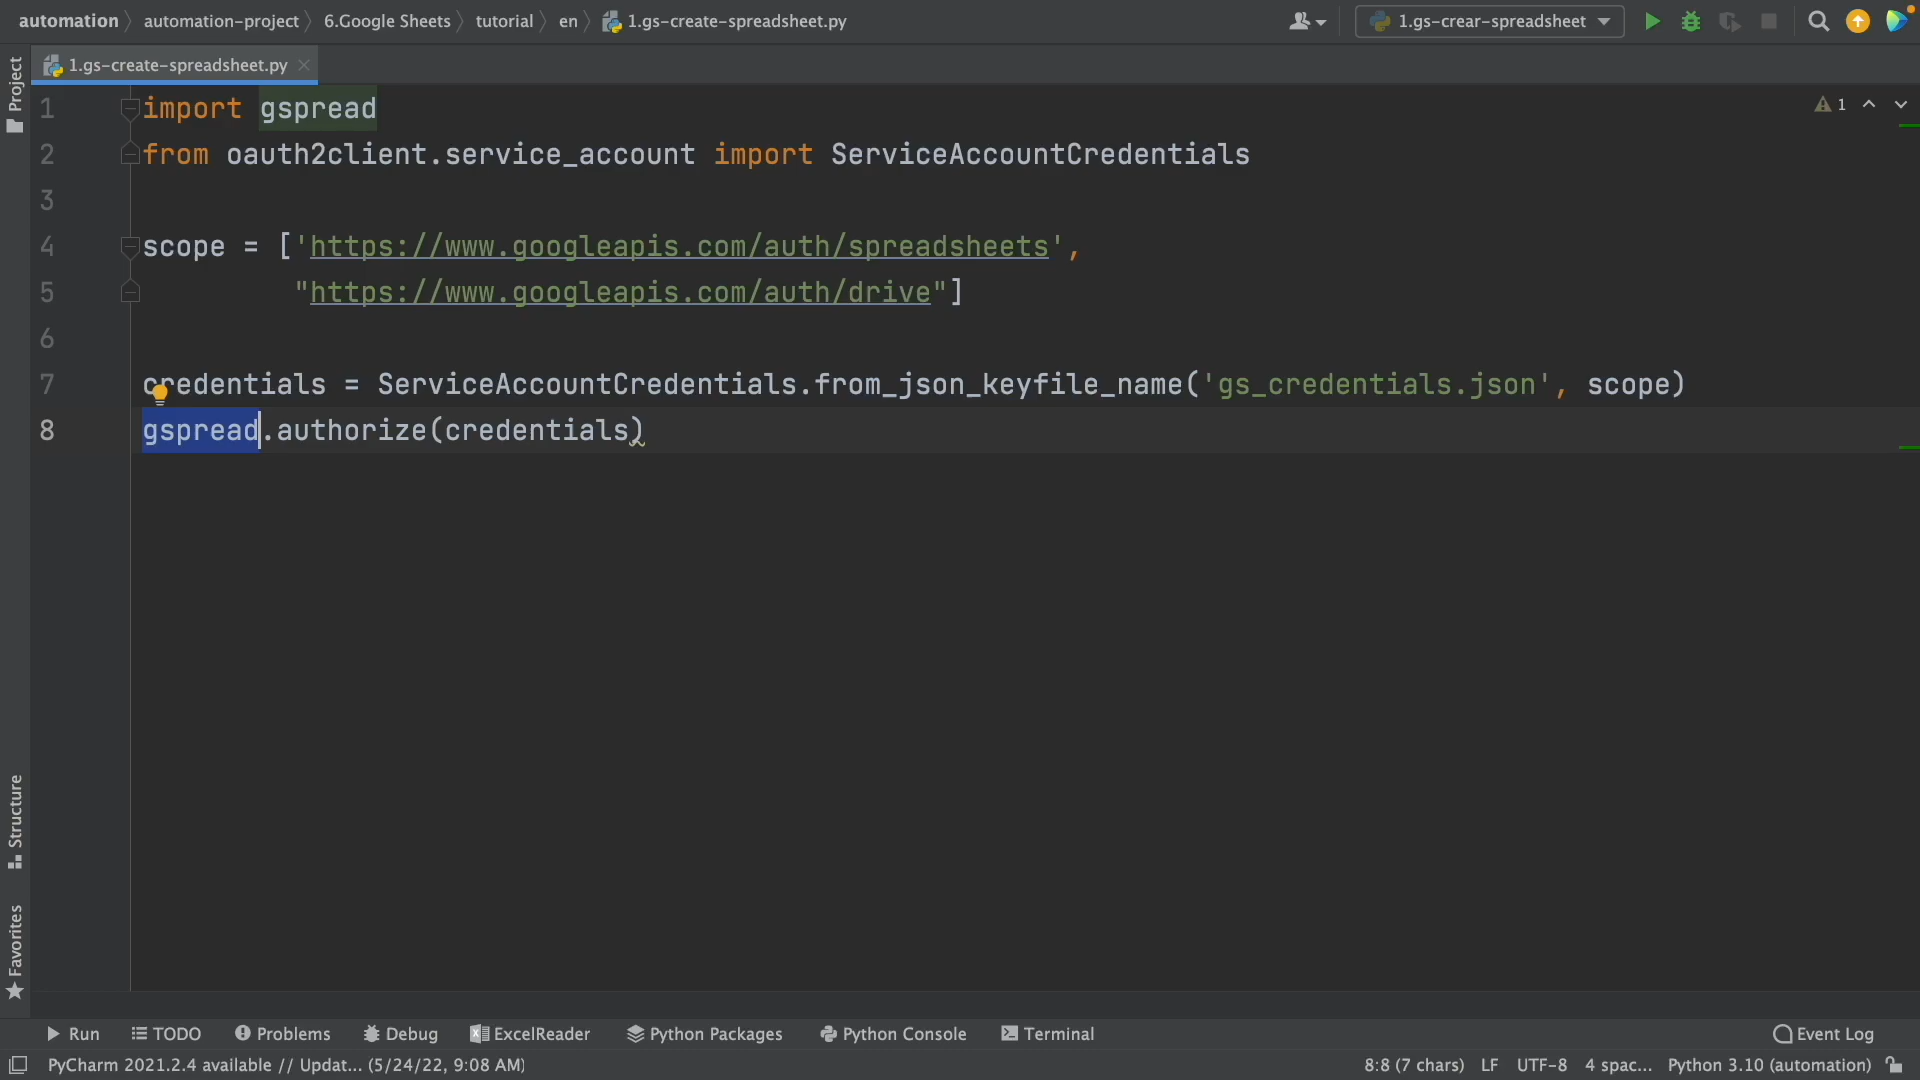 automation automation-project 6.Google Sheets tutorial en 1.gs-create-spreadsheet.py 1.gs-crear-spreadsheet
1.gs-create-spreadsheet.py
Project
1 import gspread
1
2 from oauth2client.service_account import ServiceAccountCredentials
3
4 scope = ['https://www.googleapis.com/auth/spreadsheets',
5 "https://www.googleapis.com/auth/drive"]
6
7 credentials = ServiceAccountCredentials.from_json_keyfile_name('gs_credentials.json', scope)
8 gspread.authorize(credentials)
Structure
Favorites
Run TODO Problems Debug ExcelReader Python Packages Python Console Terminal Event Log
PyCharm 2021.2.4 available // Updat... (5/24/22, 9:08 AM) 8:8 (7 chars) LF UTF-8 4 spac... Python 3.10 (automation)